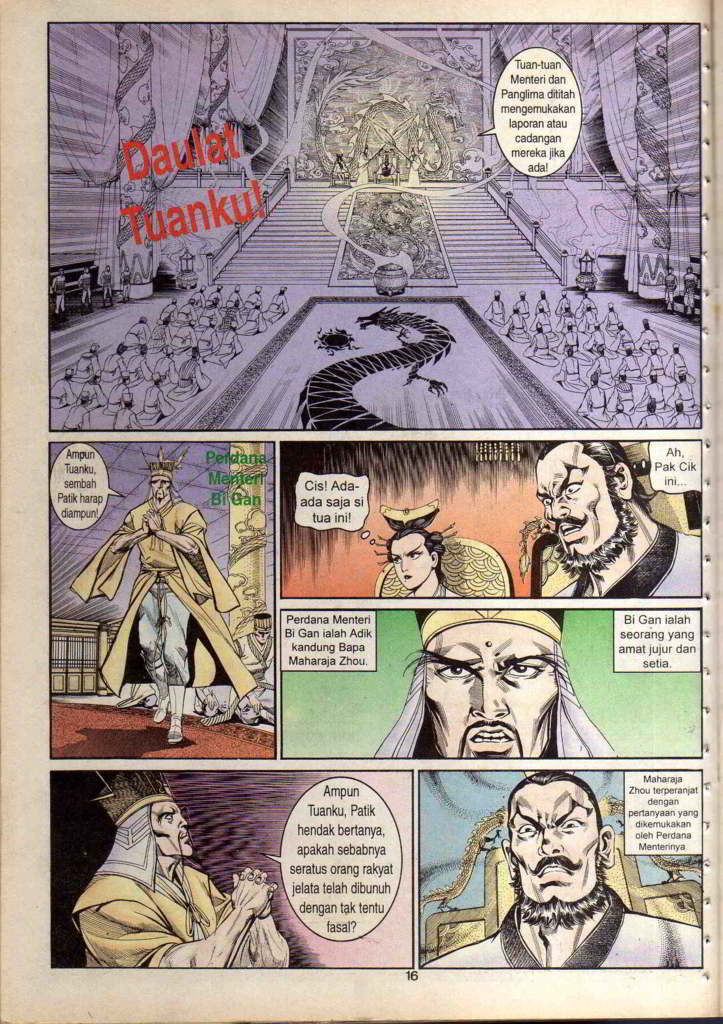 Daulat
Tuanku!
Tuan-tuan
Menteri dan
Panglima dititah
mengemukakan
laporan atau
cadangan
mereka jika
ada!
Ampun
Tuanku,
sembah
Patik harap
diampun!
Perdana
Menteri
Bi Gan
Cis! Ada-
ada saja si
tua ini!
Ah,
Pak Cik
ini...
Perdana Menteri
Bi Gan ialah Adik
kandung Bapa
Maharaja Zhou.
Bi Gan ialah
seorang yang
amat jujur dan
setia.
Ampun
Tuanku, Patik
hendak bertanya,
apakah sebabnya
seratus orang rakyat
jelata telah dibunuh
dengan tak tentu
fasal?
Maharaja
Zhou terperanjat
dengan
pertanyaan yang
dikemukakan
oleh Perdana
Menterinya.
16